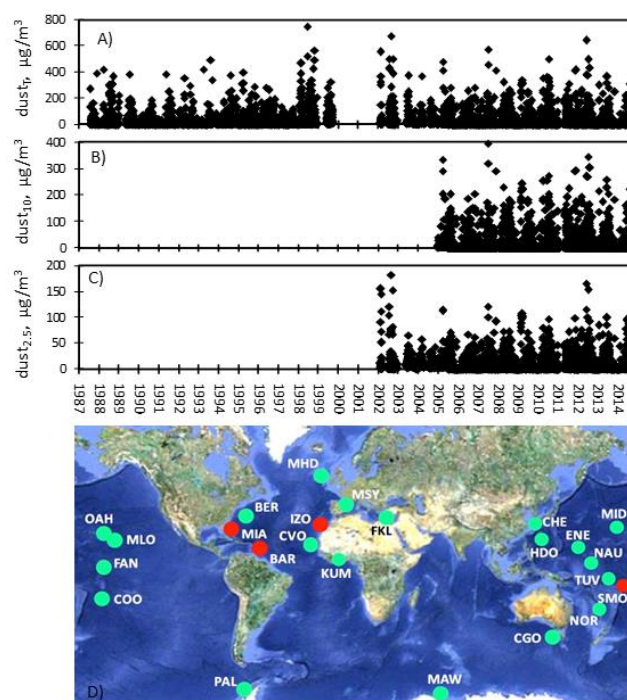 A)
800
600
400
200
0
dust_T, µg/m³
B)
400
300
200
100
0
dust₁₀, µg/m³
C)
200
150
100
50
0
dust₂.₅, µg/m³
1987 1988 1989 1990 1991 1992 1993 1994 1995 1996 1997 1998 1999 2000 2001 2002 2003 2004 2005 2006 2007 2008 2009 2010 2011 2012 2013 2014
MHD
MSY
BER
OAH
MIA
IZO
FKL
CHE
MID
MLO
CVO
ENE
HDO
NAU
BAR
KUM
FAN
TUV
COO
SMO
NOR
CGO
PAL
MAW
D)